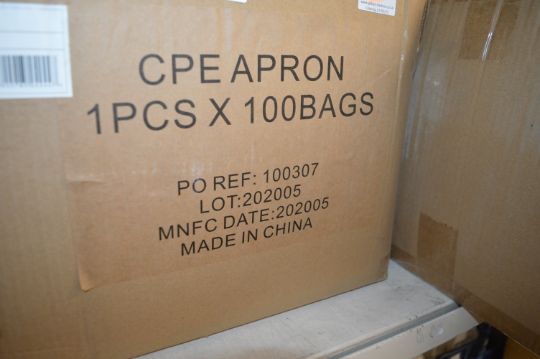 CPE APRON
1PCS X 100BAGS
PO REF: 100307
LOT:202005
MNFC DATE:202005
MADE IN CHINA